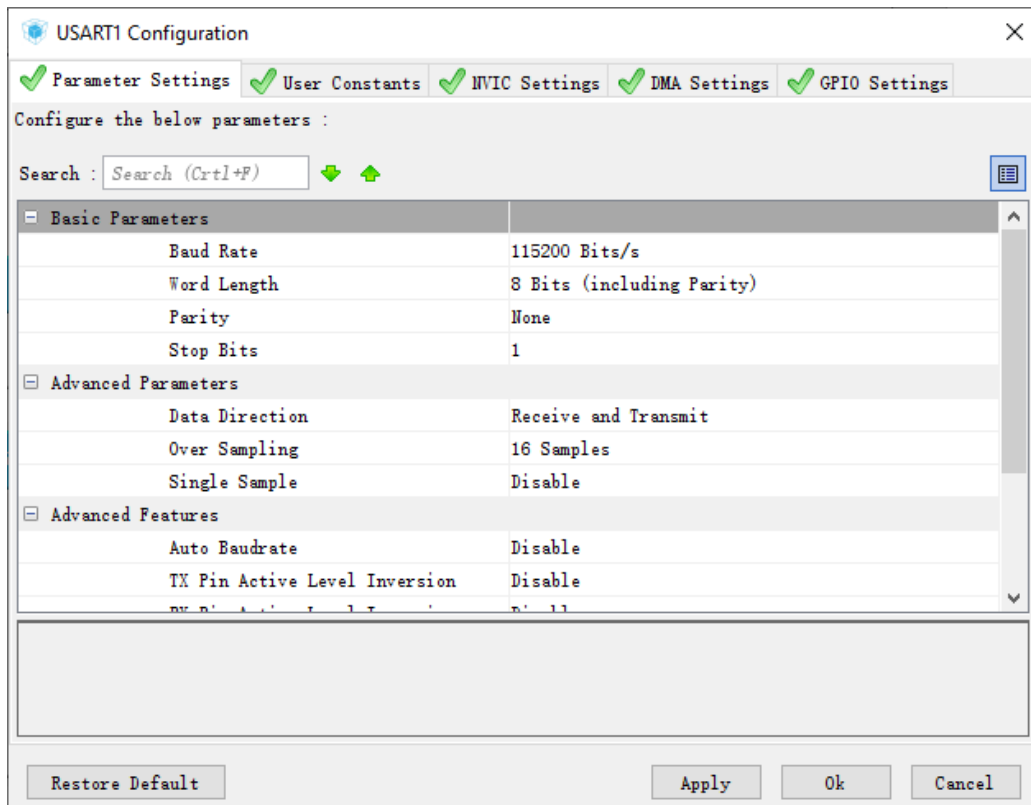 USART1 Configuration
Parameter Settings User Constants NVIC Settings DMA Settings GPIO Settings
Configure the below parameters :
Search : Search (Crtl+F)
Basic Parameters
Baud Rate 115200 Bits/s
Word Length 8 Bits (including Parity)
Parity None
Stop Bits 1
Advanced Parameters
Data Direction Receive and Transmit
Over Sampling 16 Samples
Single Sample Disable
Advanced Features
Auto Baudrate Disable
TX Pin Active Level Inversion Disable
Restore Default Apply Ok Cancel